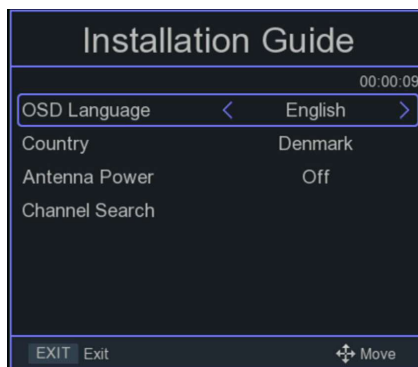 Installation Guide
00:00:09
OSD Language English
Country Denmark
Antenna Power Off
Channel Search
EXIT Exit Move